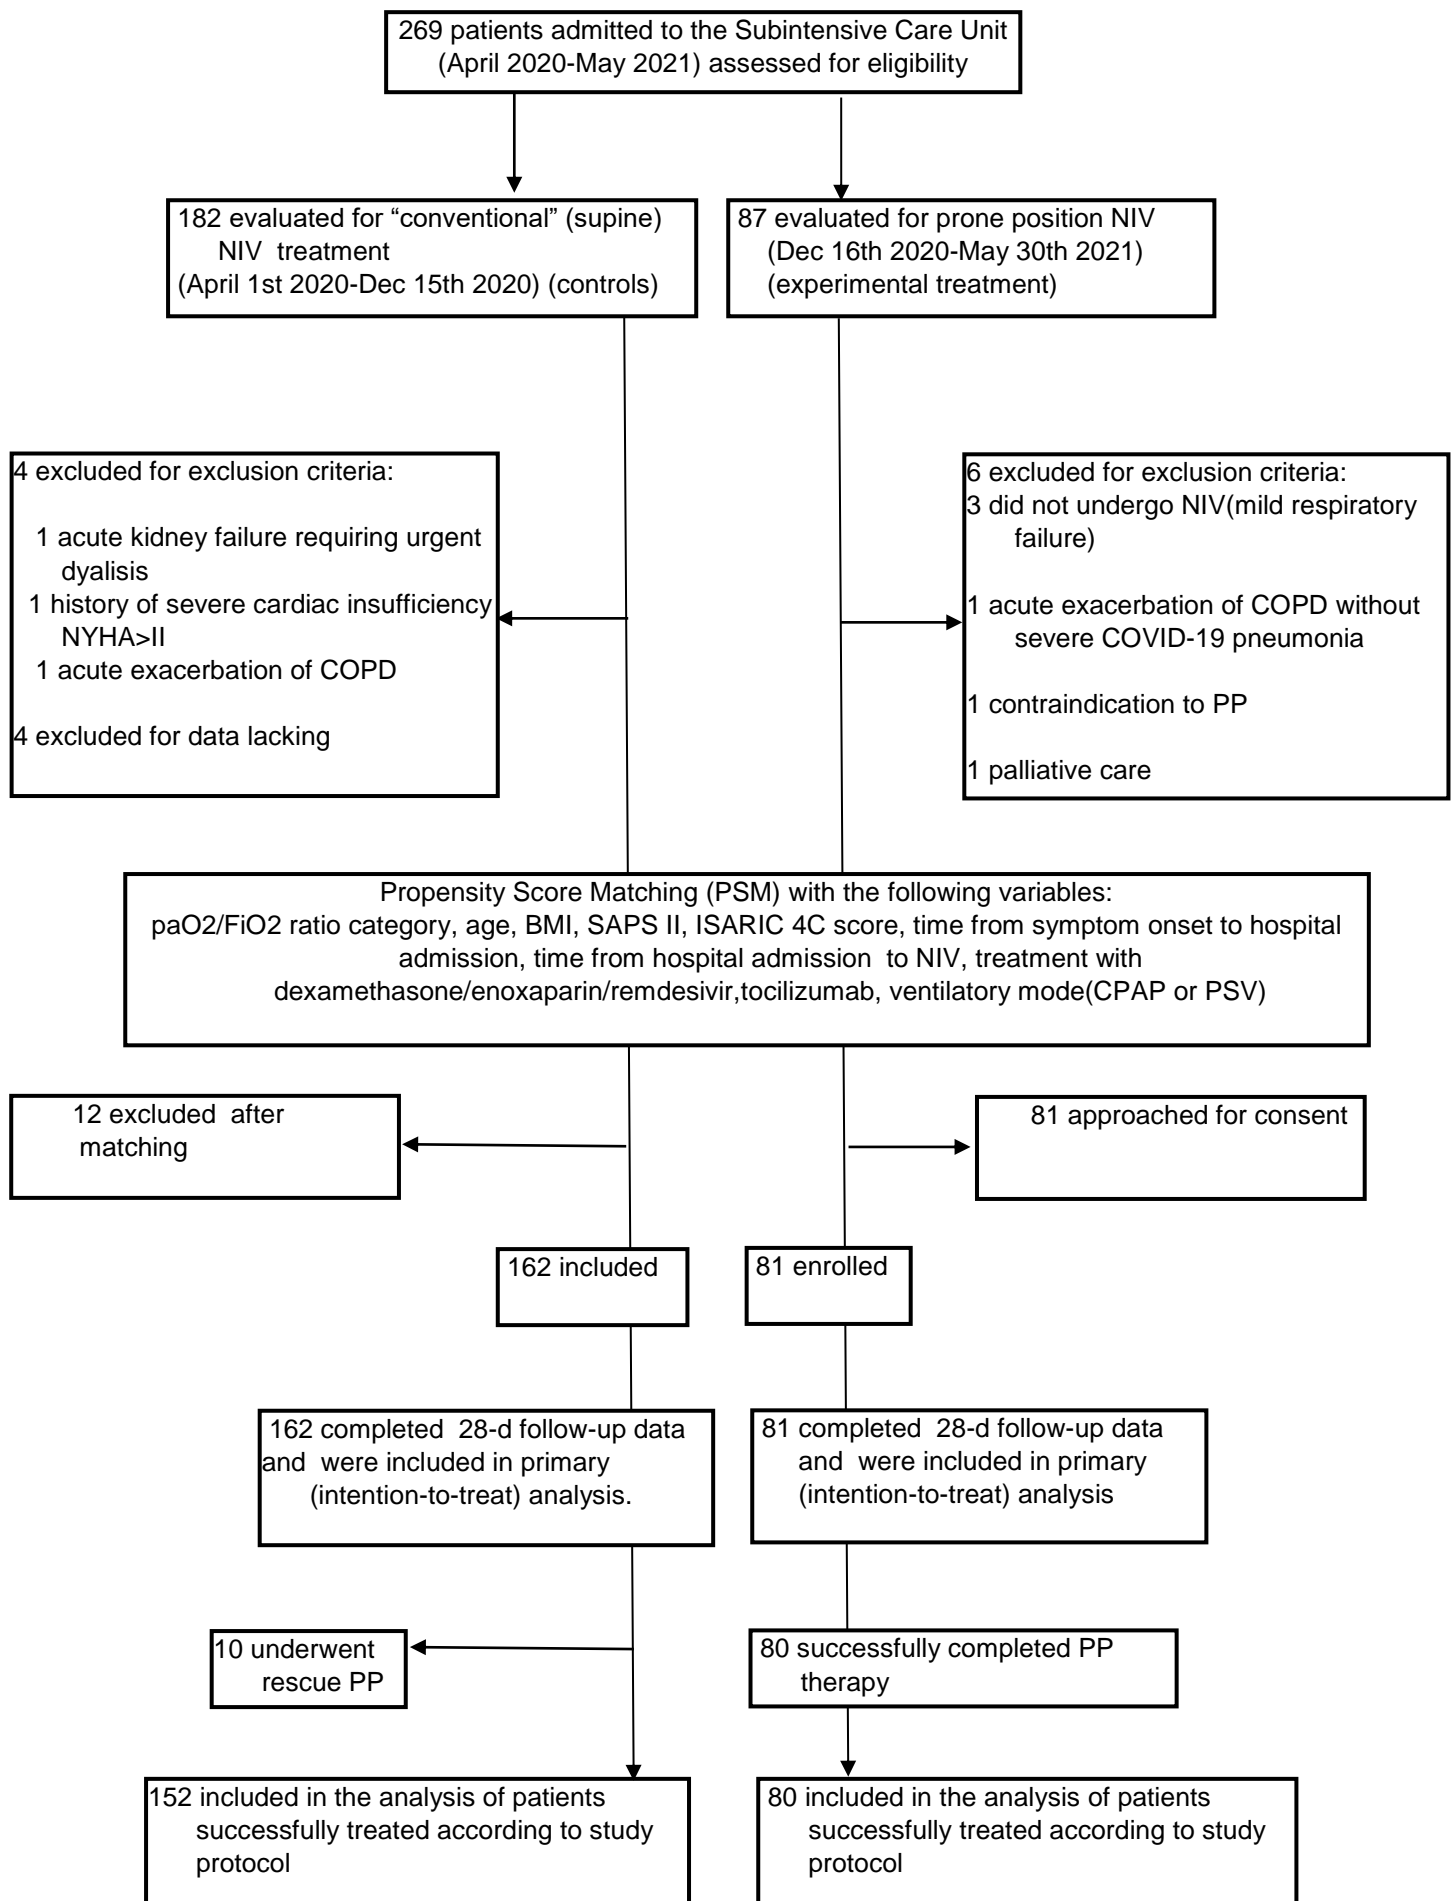 269 patients admitted to the Subintensive Care Unit
(April 2020-May 2021) assessed for eligibility
182 evaluated for “conventional” (supine)
NIV treatment
(April 1st 2020-Dec 15th 2020) (controls)
87 evaluated for prone position NIV
(Dec 16th 2020-May 30th 2021)
(experimental treatment)
4 excluded for exclusion criteria:
1 acute kidney failure requiring urgent
dyalisis
1 history of severe cardiac insufficiency
NYHA>II
1 acute exacerbation of COPD
4 excluded for data lacking
6 excluded for exclusion criteria:
3 did not undergo NIV(mild respiratory
failure)
1 acute exacerbation of COPD without
severe COVID-19 pneumonia
1 contraindication to PP
1 palliative care
Propensity Score Matching (PSM) with the following variables:
paO2/FiO2 ratio category, age, BMI, SAPS II, ISARIC 4C score, time from symptom onset to hospital
admission, time from hospital admission to NIV, treatment with
dexamethasone/enoxaparin/remdesivir,tocilizumab, ventilatory mode(CPAP or PSV)
12 excluded after
matching
81 approached for consent
162 included
81 enrolled
162 completed 28-d follow-up data
and were included in primary
(intention-to-treat) analysis.
81 completed 28-d follow-up data
and were included in primary
(intention-to-treat) analysis
10 underwent
rescue PP
80 successfully completed PP
therapy
152 included in the analysis of patients
successfully treated according to study
protocol
80 included in the analysis of patients
successfully treated according to study
protocol